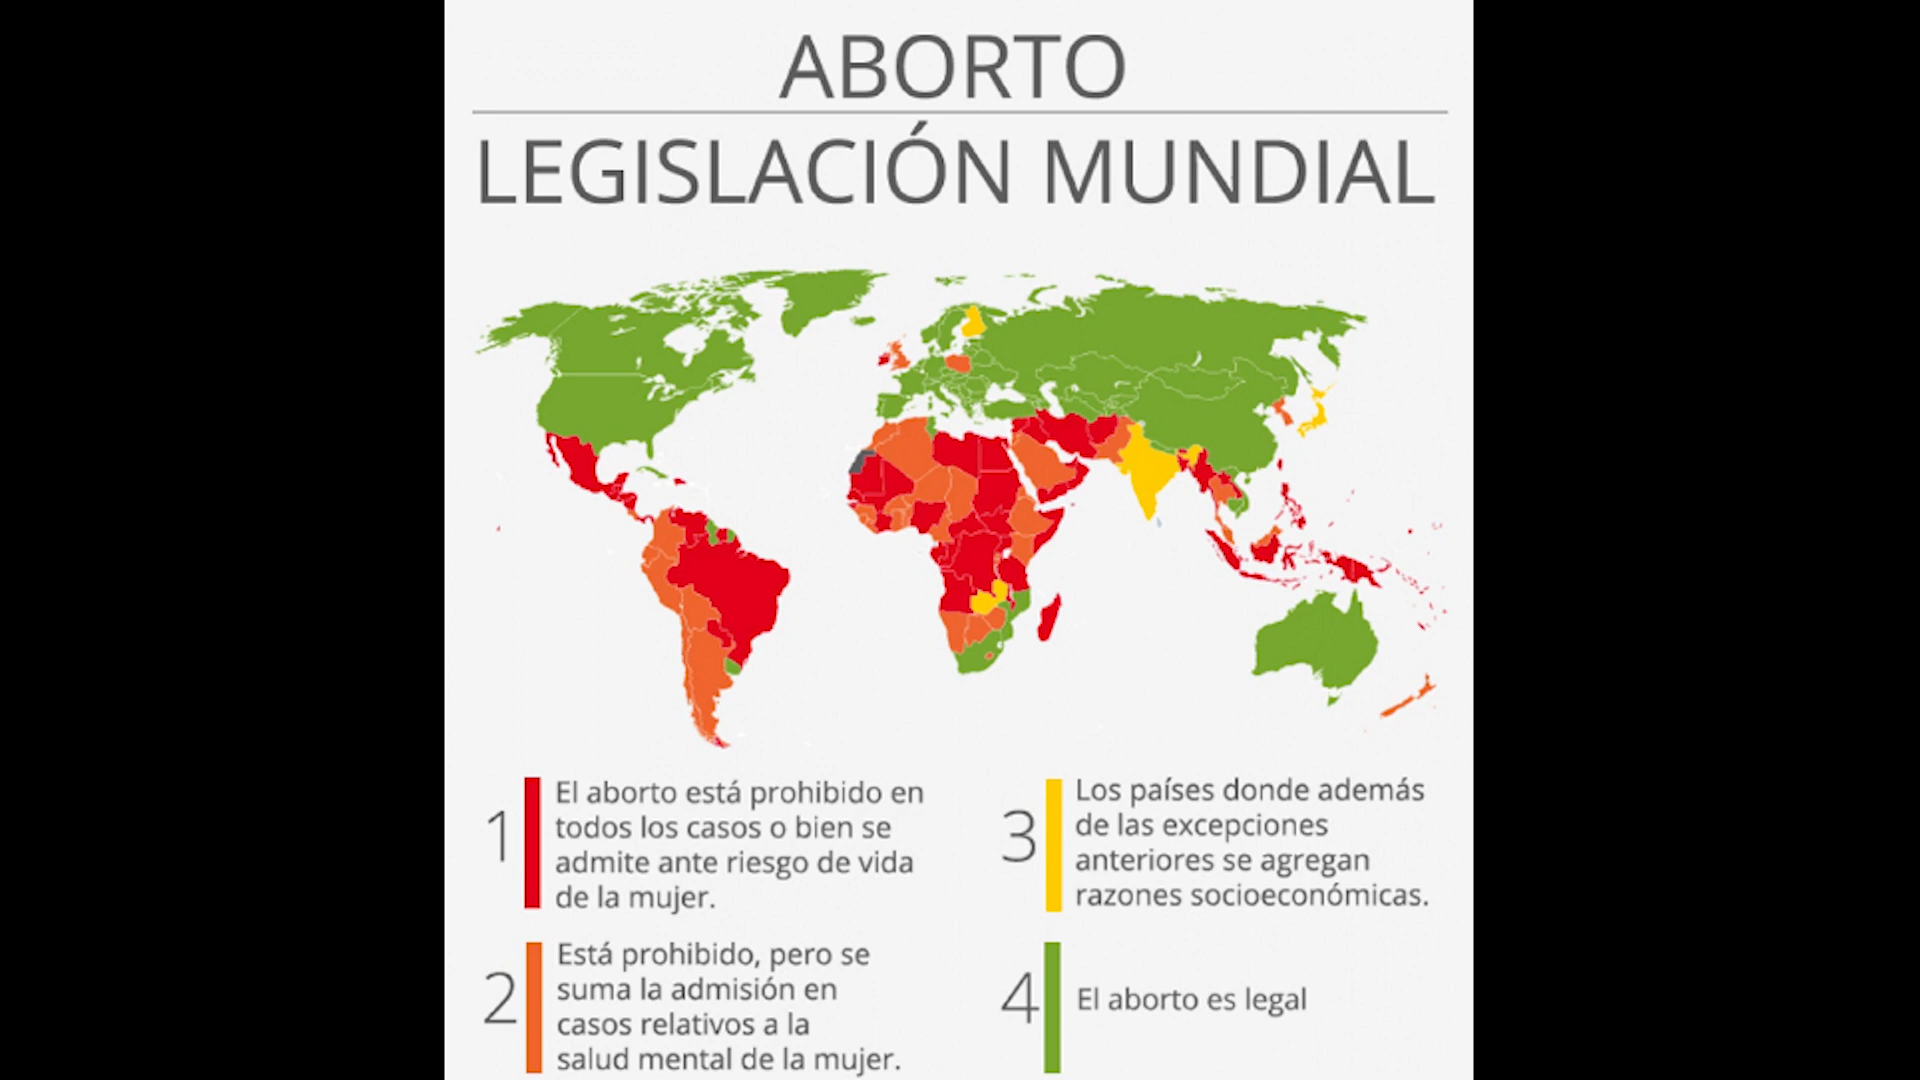 ABORTO
LEGISLACIÓN MUNDIAL
1
El aborto está prohibido en
todos los casos o bien se
admite ante riesgo de vida
de la mujer.
2
Está prohibido, pero se
suma la admisión en
casos relativos a la
salud mental de la mujer.
3
Los países donde además
de las excepciones
anteriores se agregan
razones socioeconómicas.
4
El aborto es legal